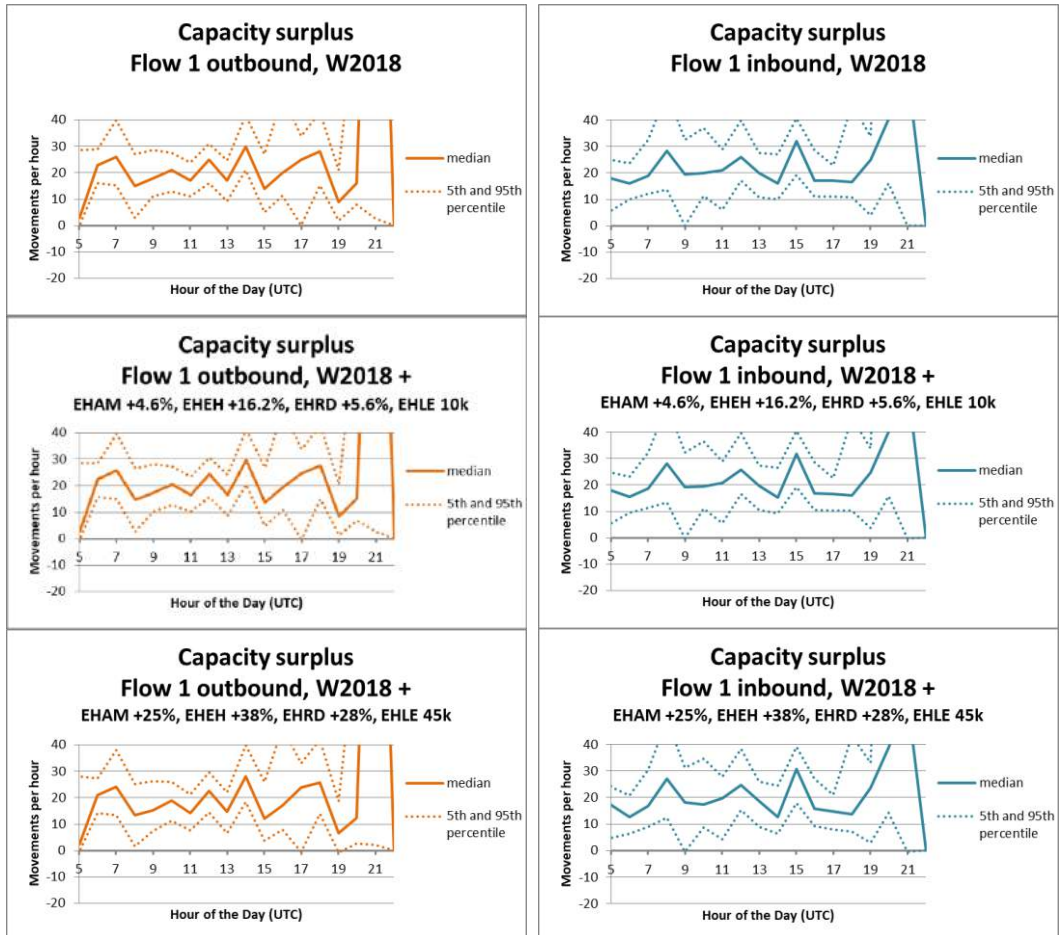 Capacity surplus
Flow 1 outbound, W2018
Movements per hour
40
30
20
10
0
-10
-20
5
7
9
11
13
15
17
19
21
Hour of the Day (UTC)
median
5th and 95th
percentile
Capacity surplus
Flow 1 inbound, W2018
Movements per hour
40
30
20
10
0
-10
-20
5
7
9
11
13
15
17
19
21
Hour of the Day (UTC)
median
5th and 95th
percentile
Capacity surplus
Flow 1 outbound, W2018 +
EHAM +4.6%, EHEH +16.2%, EHRD +5.6%, EHLE 10k
Movements per hour
40
30
20
10
0
-10
-20
5
7
9
11
13
15
17
19
21
Hour of the Day (UTC)
median
5th and 95th
percentile
Capacity surplus
Flow 1 inbound, W2018 +
EHAM +4.6%, EHEH +16.2%, EHRD +5.6%, EHLE 10k
Movements per hour
40
30
20
10
0
-10
-20
5
7
9
11
13
15
17
19
21
Hour of the Day (UTC)
median
5th and 95th
percentile
Capacity surplus
Flow 1 outbound, W2018 +
EHAM +25%, EHEH +38%, EHRD +28%, EHLE 45k
Movements per hour
40
30
20
10
0
-10
-20
5
7
9
11
13
15
17
19
21
Hour of the Day (UTC)
median
5th and 95th
percentile
Capacity surplus
Flow 1 inbound, W2018 +
EHAM +25%, EHEH +38%, EHRD +28%, EHLE 45k
Movements per hour
40
30
20
10
0
-10
-20
5
7
9
11
13
15
17
19
21
Hour of the Day (UTC)
median
5th and 95th
percentile